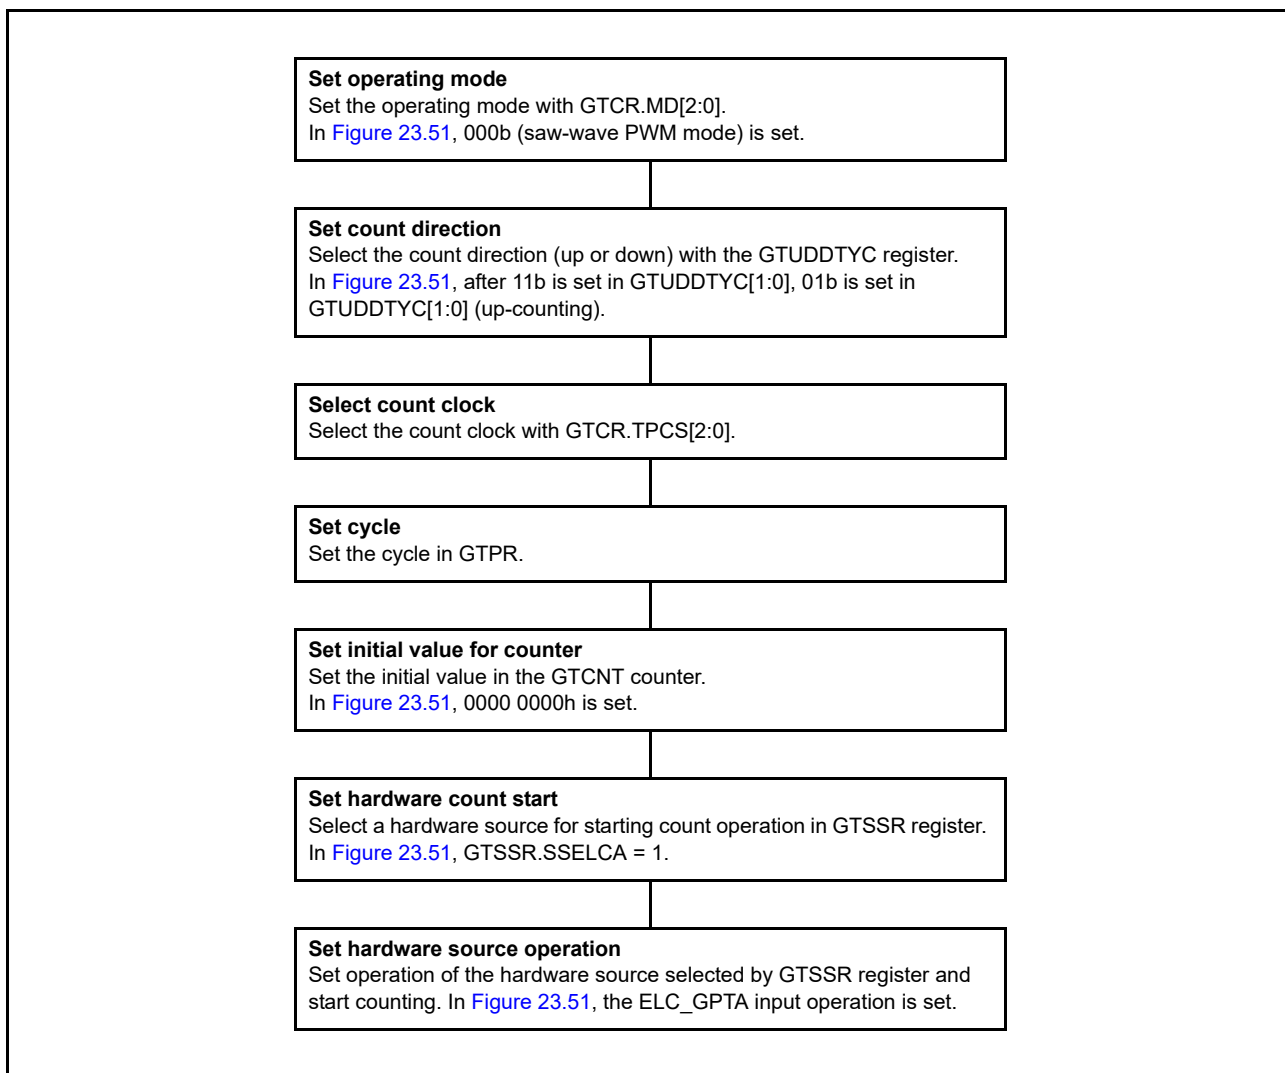 Set operating mode
Set the operating mode with GTCR.MD[2:0].
In Figure 23.51, 000b (saw-wave PWM mode) is set.
Set count direction
Select the count direction (up or down) with the GTUDDTYC register.
In Figure 23.51, after 11b is set in GTUDDTYC[1:0], 01b is set in
GTUDDTYC[1:0] (up-counting).
Select count clock
Select the count clock with GTCR.TPCS[2:0].
Set cycle
Set the cycle in GTPR.
Set initial value for counter
Set the initial value in the GTCNT counter.
In Figure 23.51, 0000 0000h is set.
Set hardware count start
Select a hardware source for starting count operation in GTSSR register.
In Figure 23.51, GTSSR.SSELCA = 1.
Set hardware source operation
Set operation of the hardware source selected by GTSSR register and
start counting. In Figure 23.51, the ELC_GPTA input operation is set.